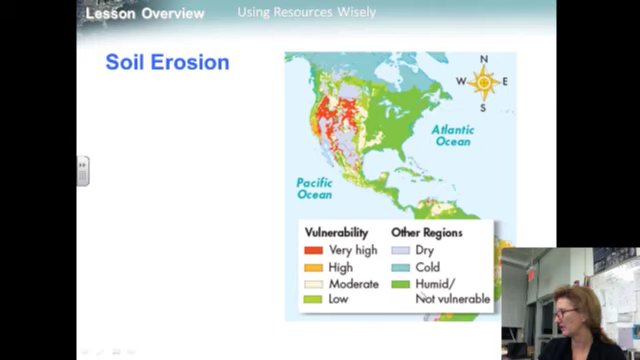 Lesson Overview Using Resources Wisely
Soil Erosion
N
W E
S
Atlantic
Ocean
Pacific
Ocean
Vulnerability
Very high
High
Moderate
Low
Other Regions
Dry
Cold
Humid/
Not vulnerable